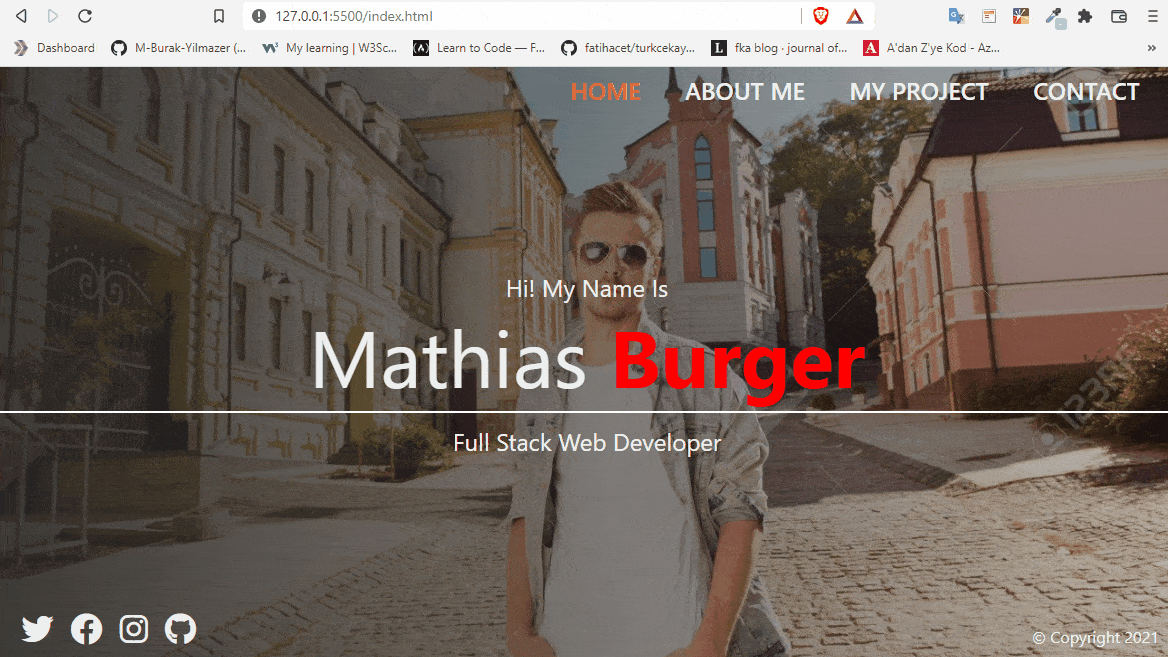 127.0.0.1:5500/index.html
Dashboard M-Burak-Yilmazer (... My learning | W3Sc... Learn to Code — F... fatihacet/turkcekay... fka blog · journal of... A'dan Z'ye Kod - Az...
HOME ABOUT ME MY PROJECT CONTACT
Hi! My Name Is
Mathias Burger
Full Stack Web Developer
© Copyright 2021